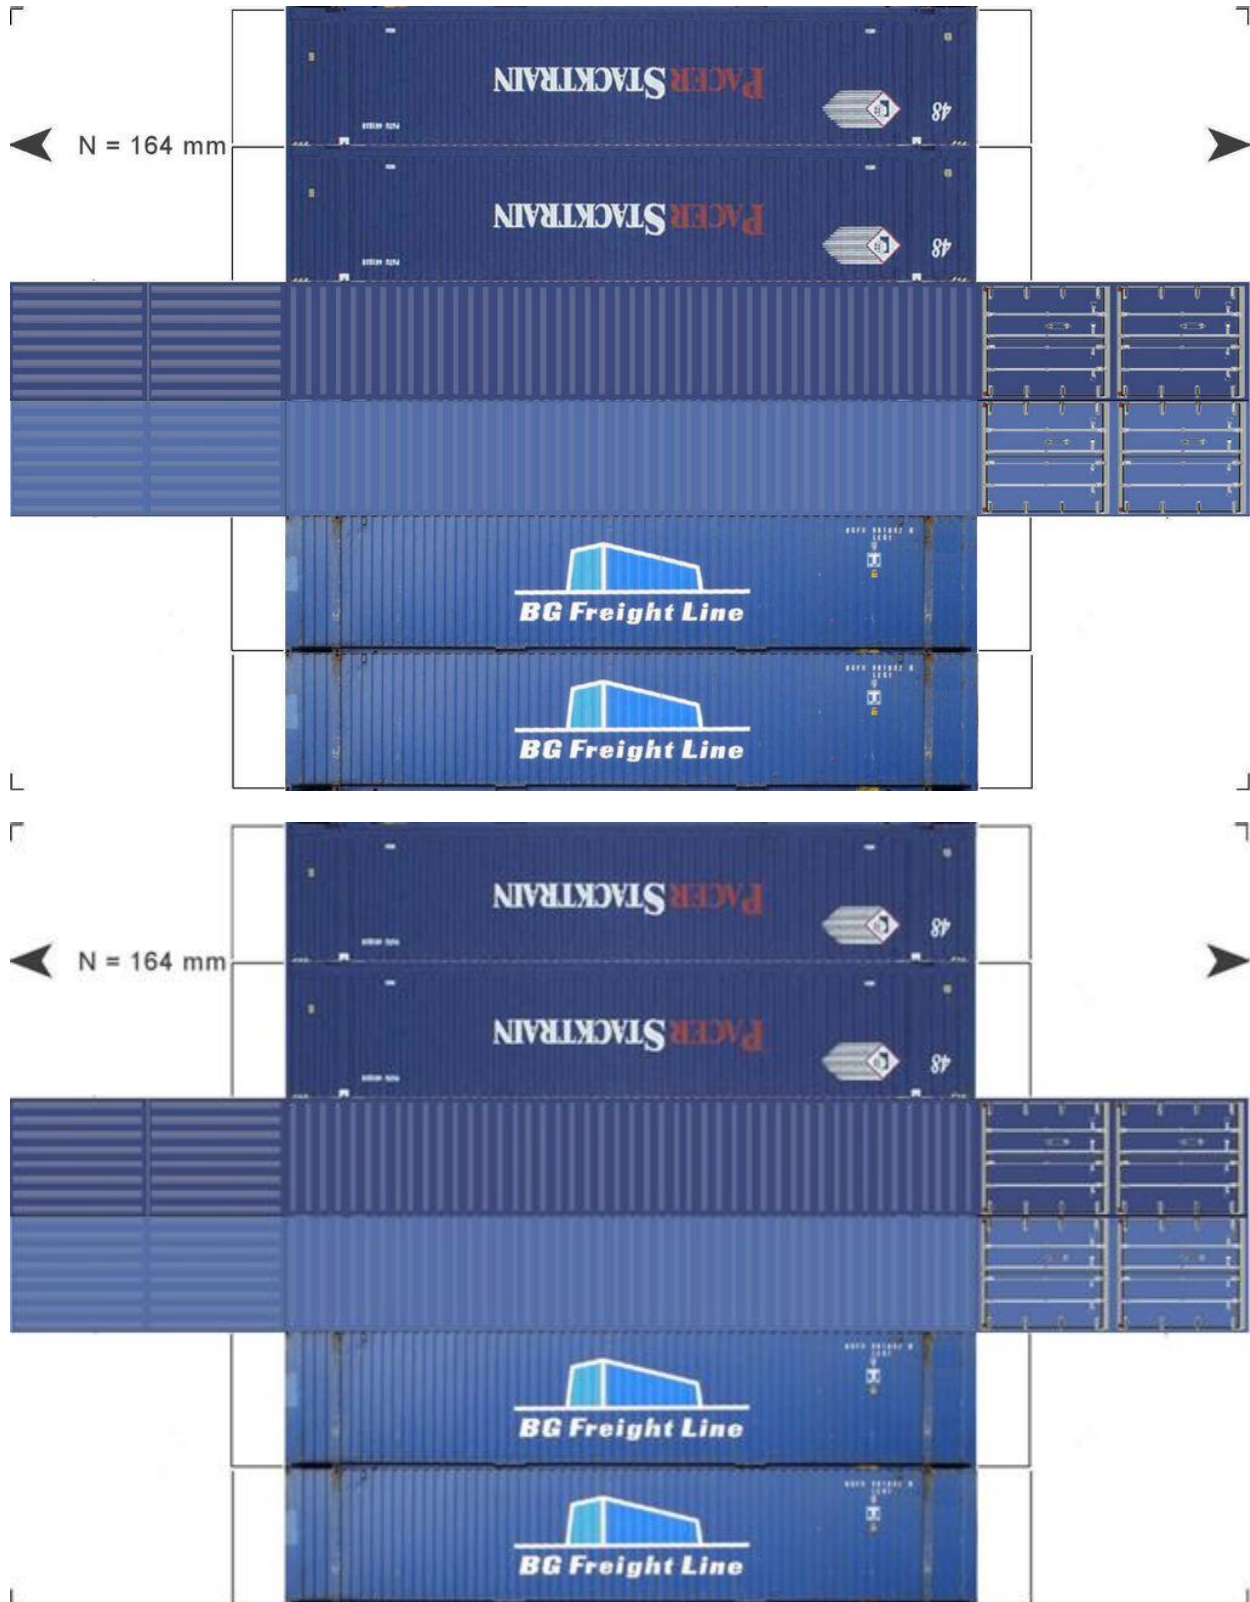 PACER STACKTRAIN
48
N = 164 mm
PACER STACKTRAIN
48
BG Freight Line
BG Freight Line
PACER STACKTRAIN
48
N = 164 mm
PACER STACKTRAIN
48
BG Freight Line
BG Freight Line